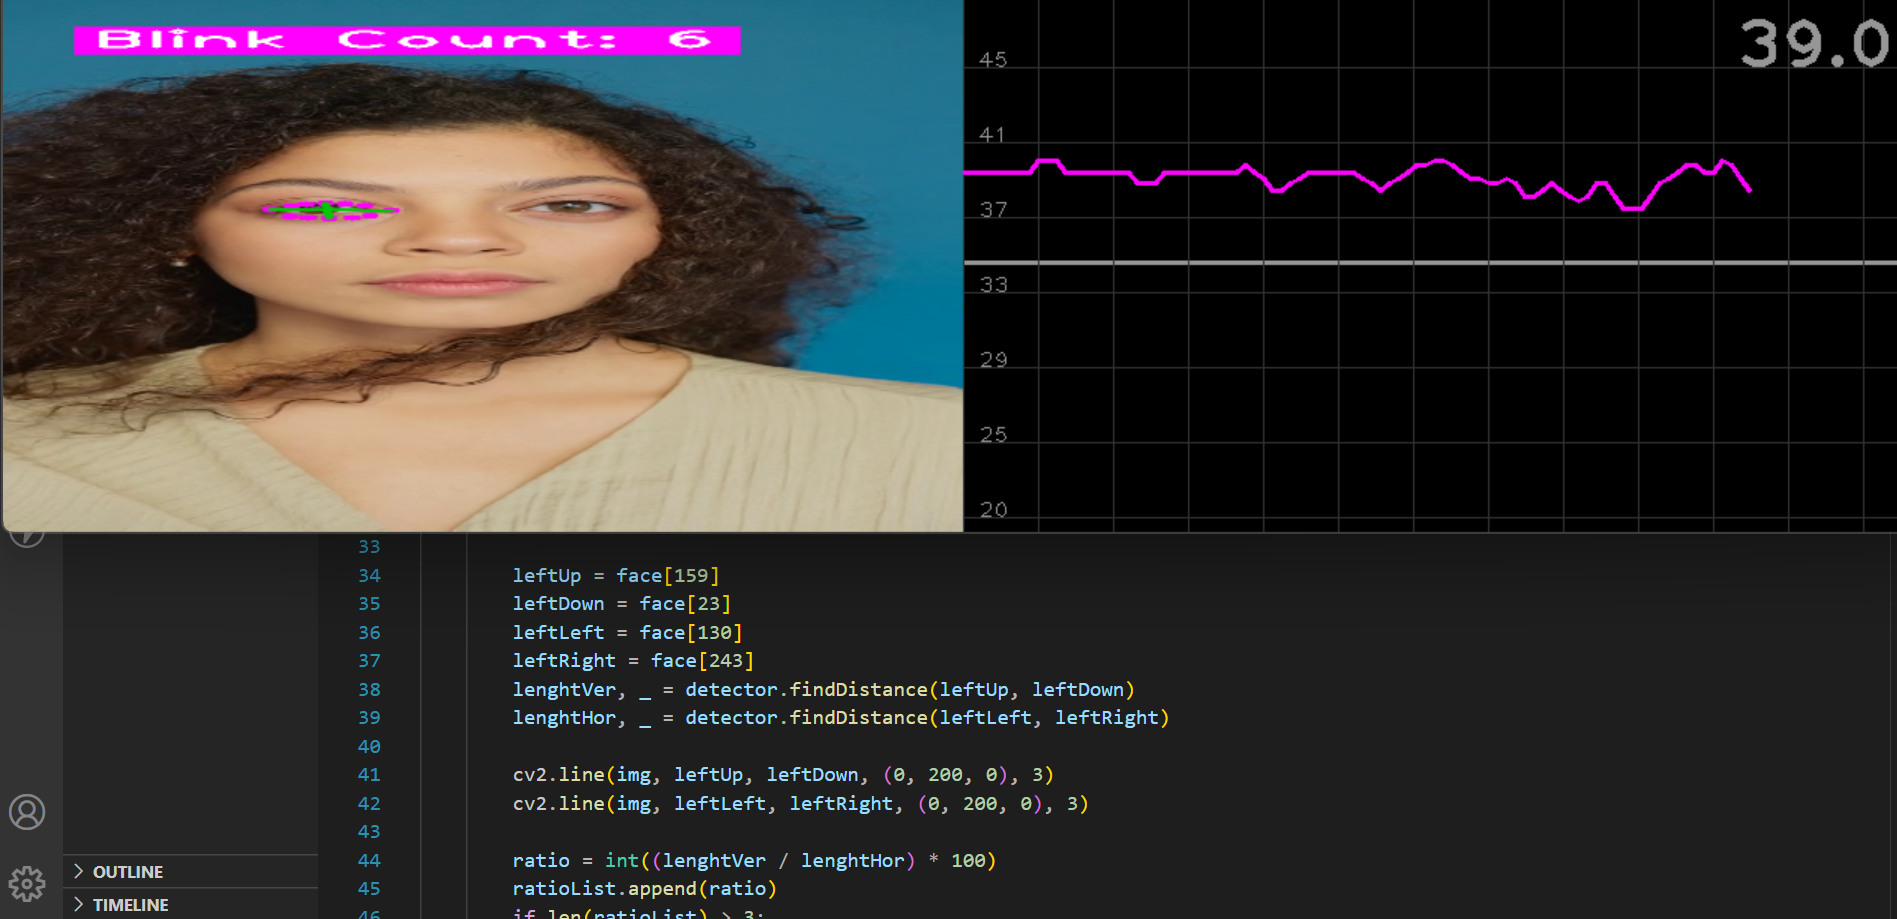 Blink Count: 6
39.0
45
41
37
33
29
25
20
33
34 leftUp = face[159]
35 leftDown = face[23]
36 leftLeft = face[130]
37 leftRight = face[243]
38 lenghtVer, _ = detector.findDistance(leftUp, leftDown)
39 lenghtHor, _ = detector.findDistance(leftLeft, leftRight)
40
41 cv2.line(img, leftUp, leftDown, (0, 200, 0), 3)
42 cv2.line(img, leftLeft, leftRight, (0, 200, 0), 3)
43
44 ratio = int((lenghtVer / lenghtHor) * 100)
45 ratioList.append(ratio)
46 if len(ratioList) > 3:
OUTLINE
TIMELINE